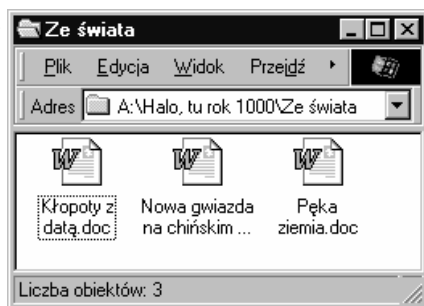 Ze świata
Plik Edycja Widok Przejdź
Adres A:\Halo, tu rok 1000\Ze świata
W W W
Kłopoty z datą.doc
Nowa gwiazda na chińskim ...
Pęka ziemia.doc
Liczba obiektów: 3